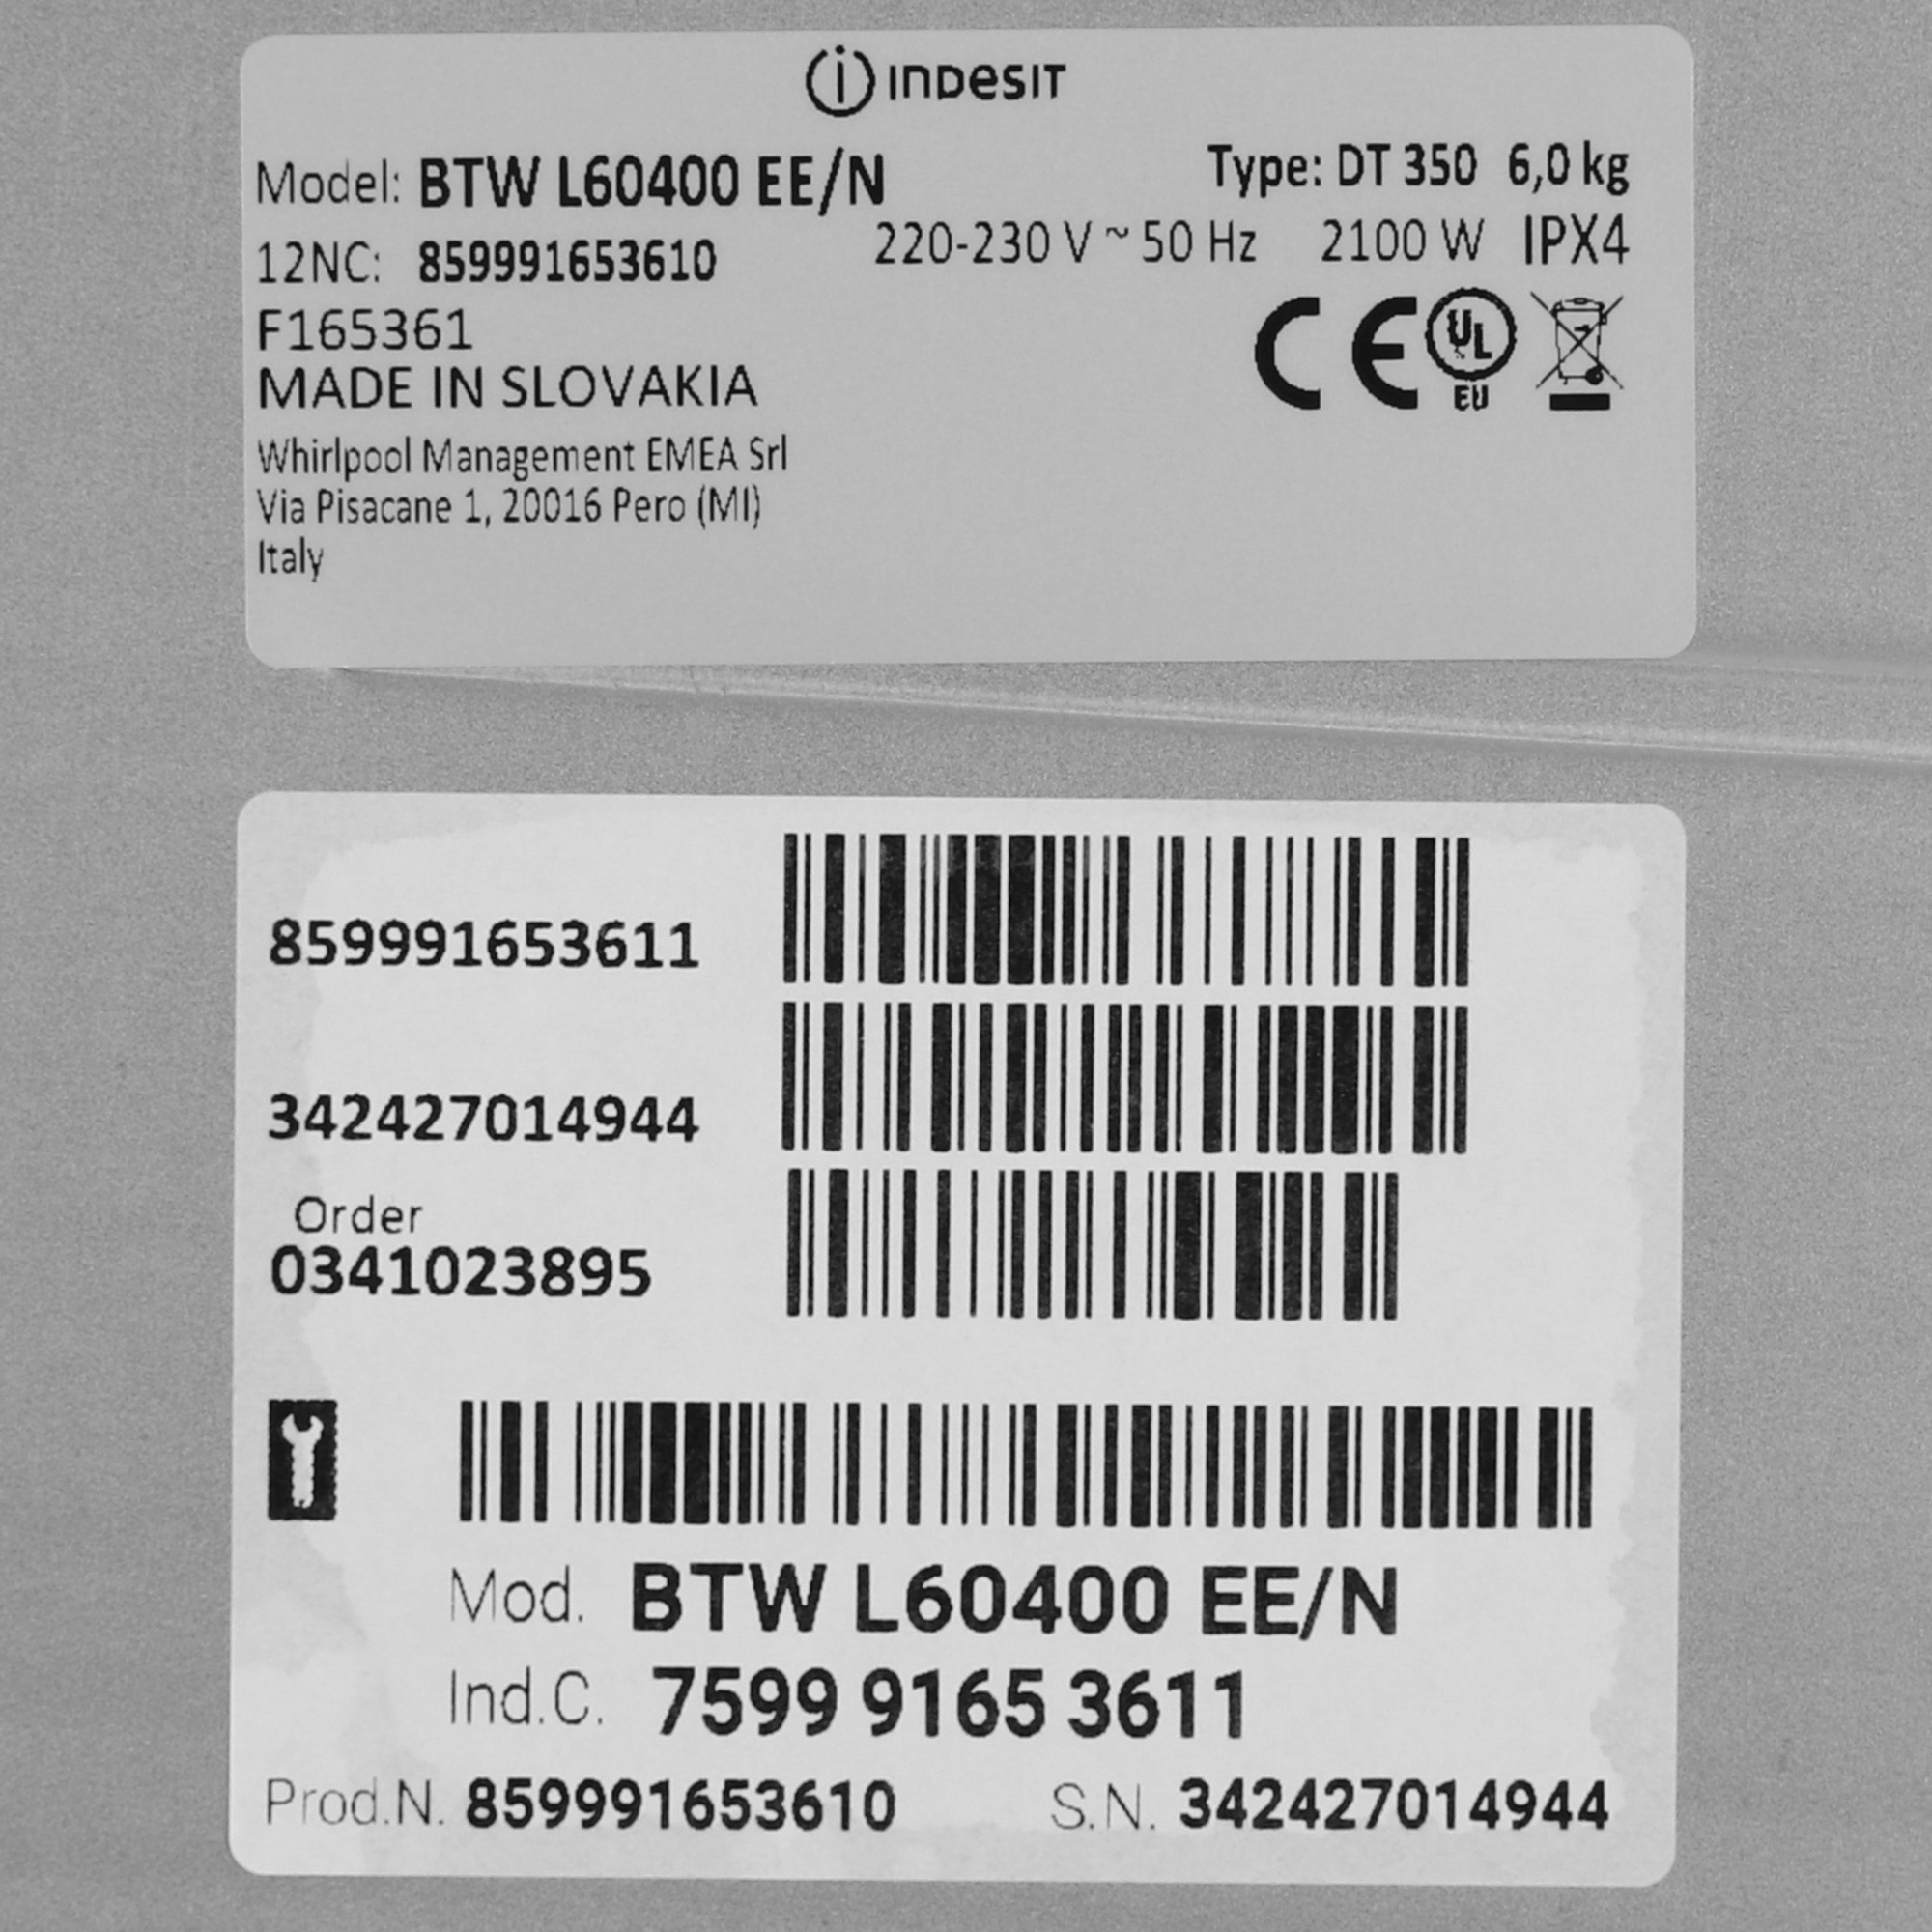 INDESIT
Model: BTW L60400 EE/N Type: DT 350 6,0 kg
12NC: 859991653610 220-230 V ~ 50 Hz 2100 W IPX4
F165361
CE UL EU
MADE IN SLOVAKIA
Whirlpool Management EMEA Srl
Via Pisacane 1, 20016 Pero (MI)
Italy
859991653611
342427014944
Order
0341023895
Mod. BTW L60400 EE/N
Ind.C. 7599 9165 3611
Prod.N. 859991653610 S.N. 342427014944